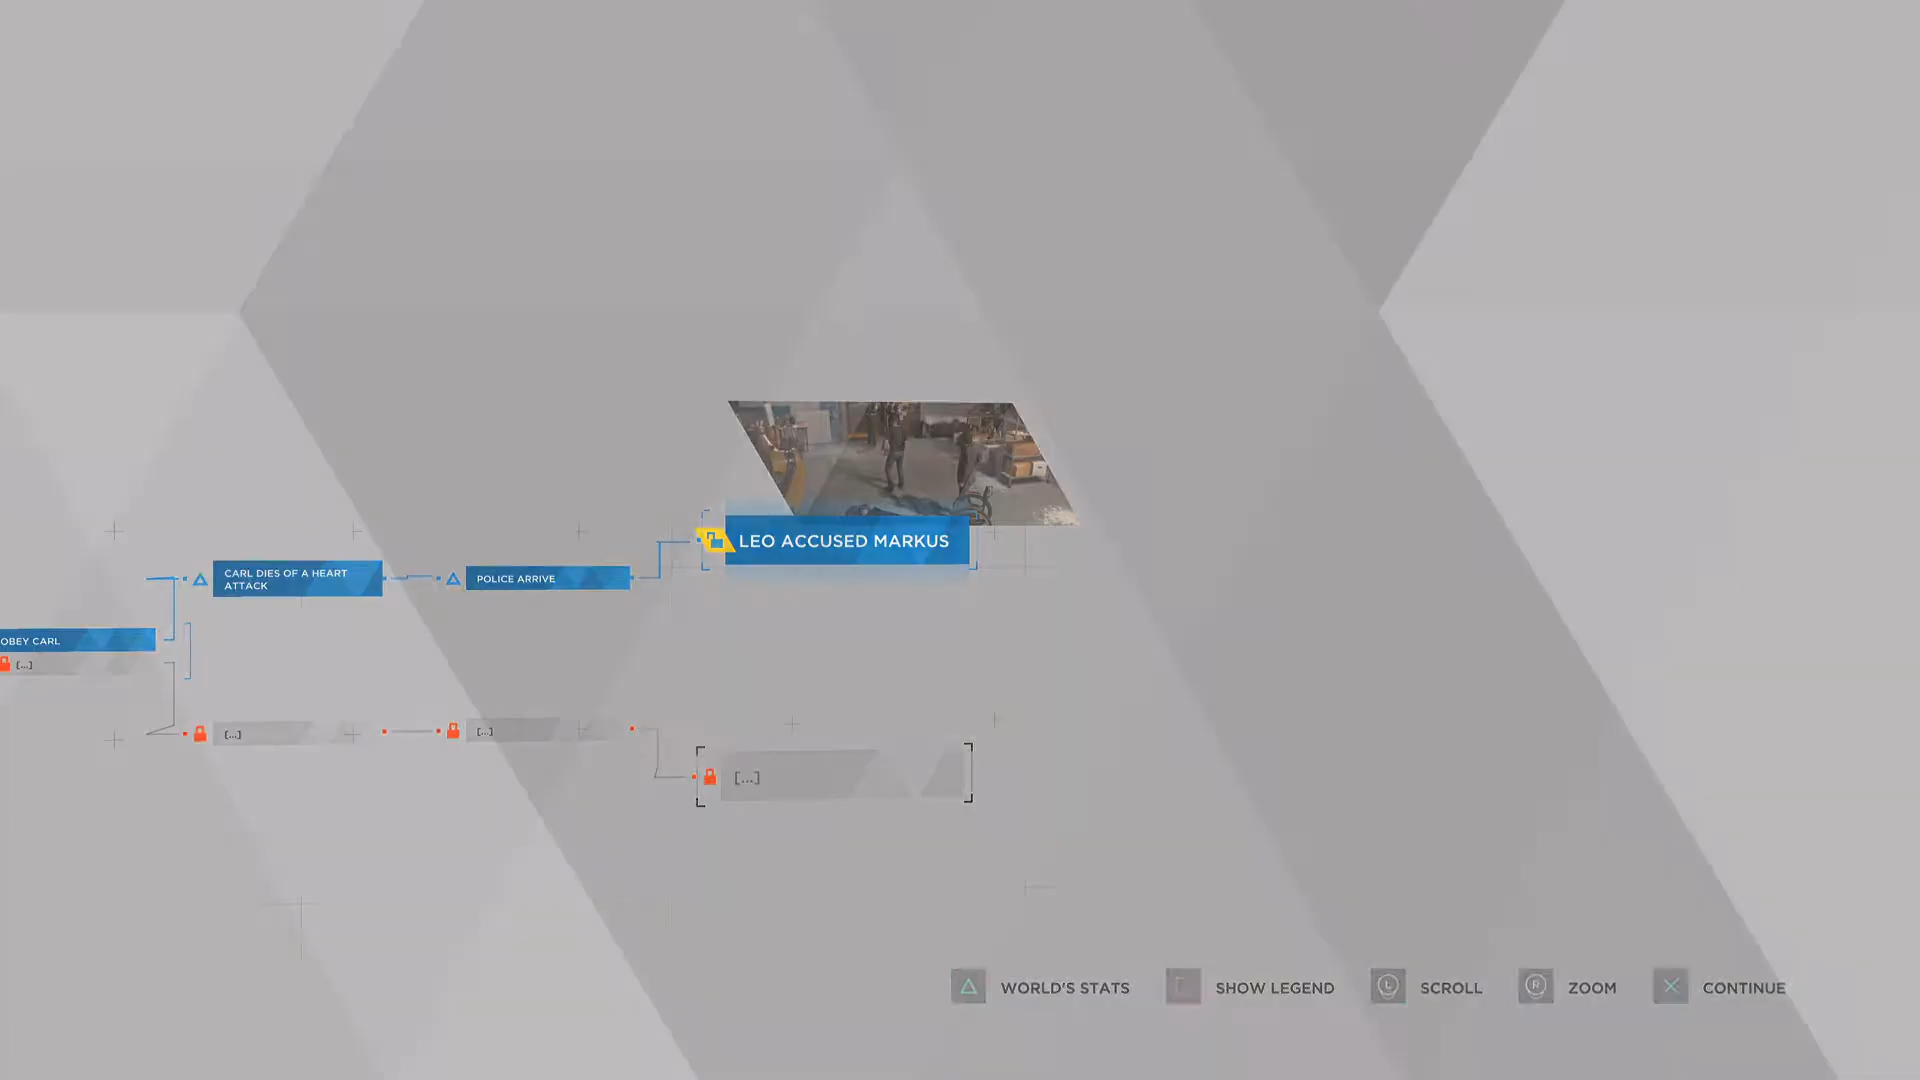 LEO ACCUSED MARKUS
CARL DIES OF A HEART
ATTACK
POLICE ARRIVE
OBEY CARL
[...]
[...]
[...]
[...]
WORLD'S STATS
SHOW LEGEND
L
SCROLL
R
ZOOM
CONTINUE